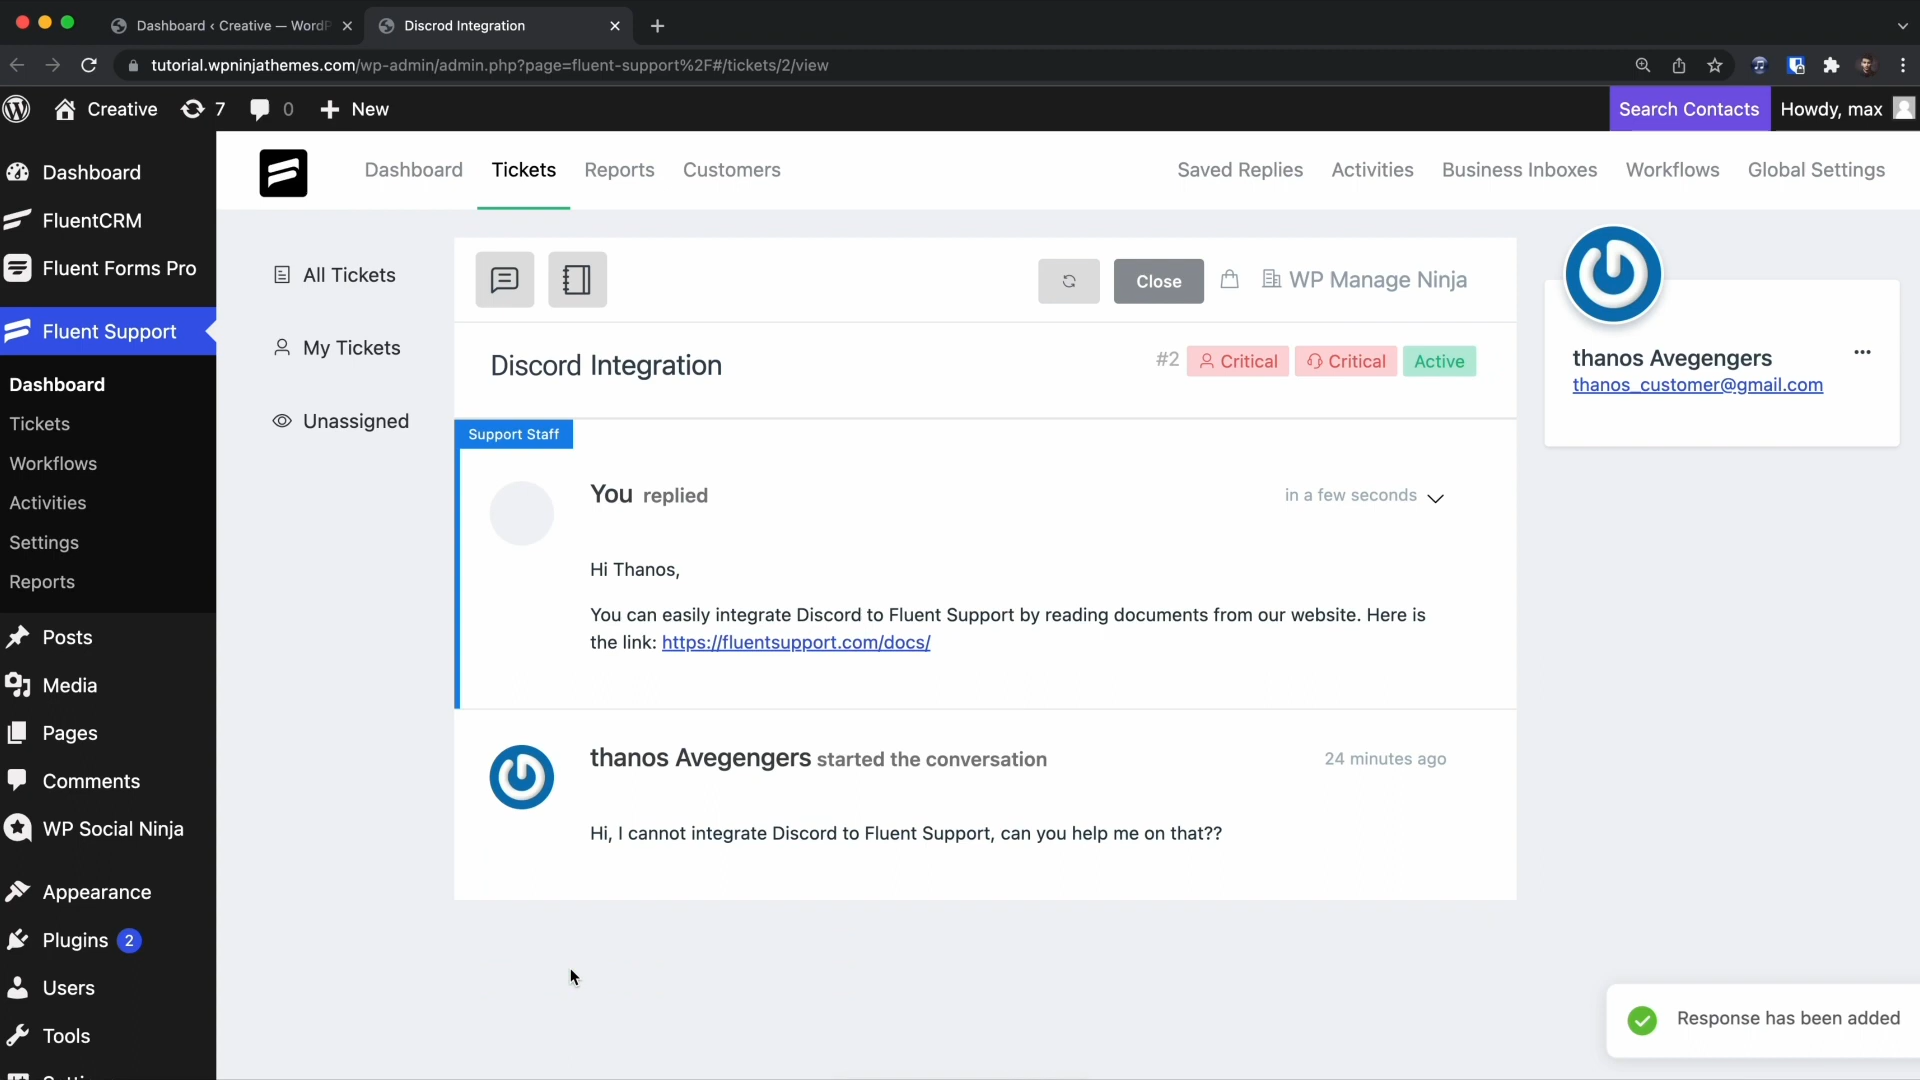 Dashboard ‹ Creative — WordP
Discrod Integration
tutorial.wpninjathemes.com/wp-admin/admin.php?page=fluent-support%2F#/tickets/2/view
Creative
7
0
New
Search Contacts
Howdy, max
Dashboard
FluentCRM
Fluent Forms Pro
Fluent Support
Dashboard
Tickets
Workflows
Activities
Settings
Reports
Posts
Media
Pages
Comments
WP Social Ninja
Appearance
Plugins 2
Users
Tools
Dashboard
Tickets
Reports
Customers
Saved Replies
Activities
Business Inboxes
Workflows
Global Settings
All Tickets
My Tickets
Unassigned
Close
WP Manage Ninja
Discord Integration
#2
Critical
Critical
Active
Support Staff
You replied
in a few seconds
Hi Thanos,
You can easily integrate Discord to Fluent Support by reading documents from our website. Here is
the link: https://fluentsupport.com/docs/
thanos Avegengers started the conversation
24 minutes ago
Hi, I cannot integrate Discord to Fluent Support, can you help me on that??
thanos Avegengers
thanos_customer@gmail.com
Response has been added